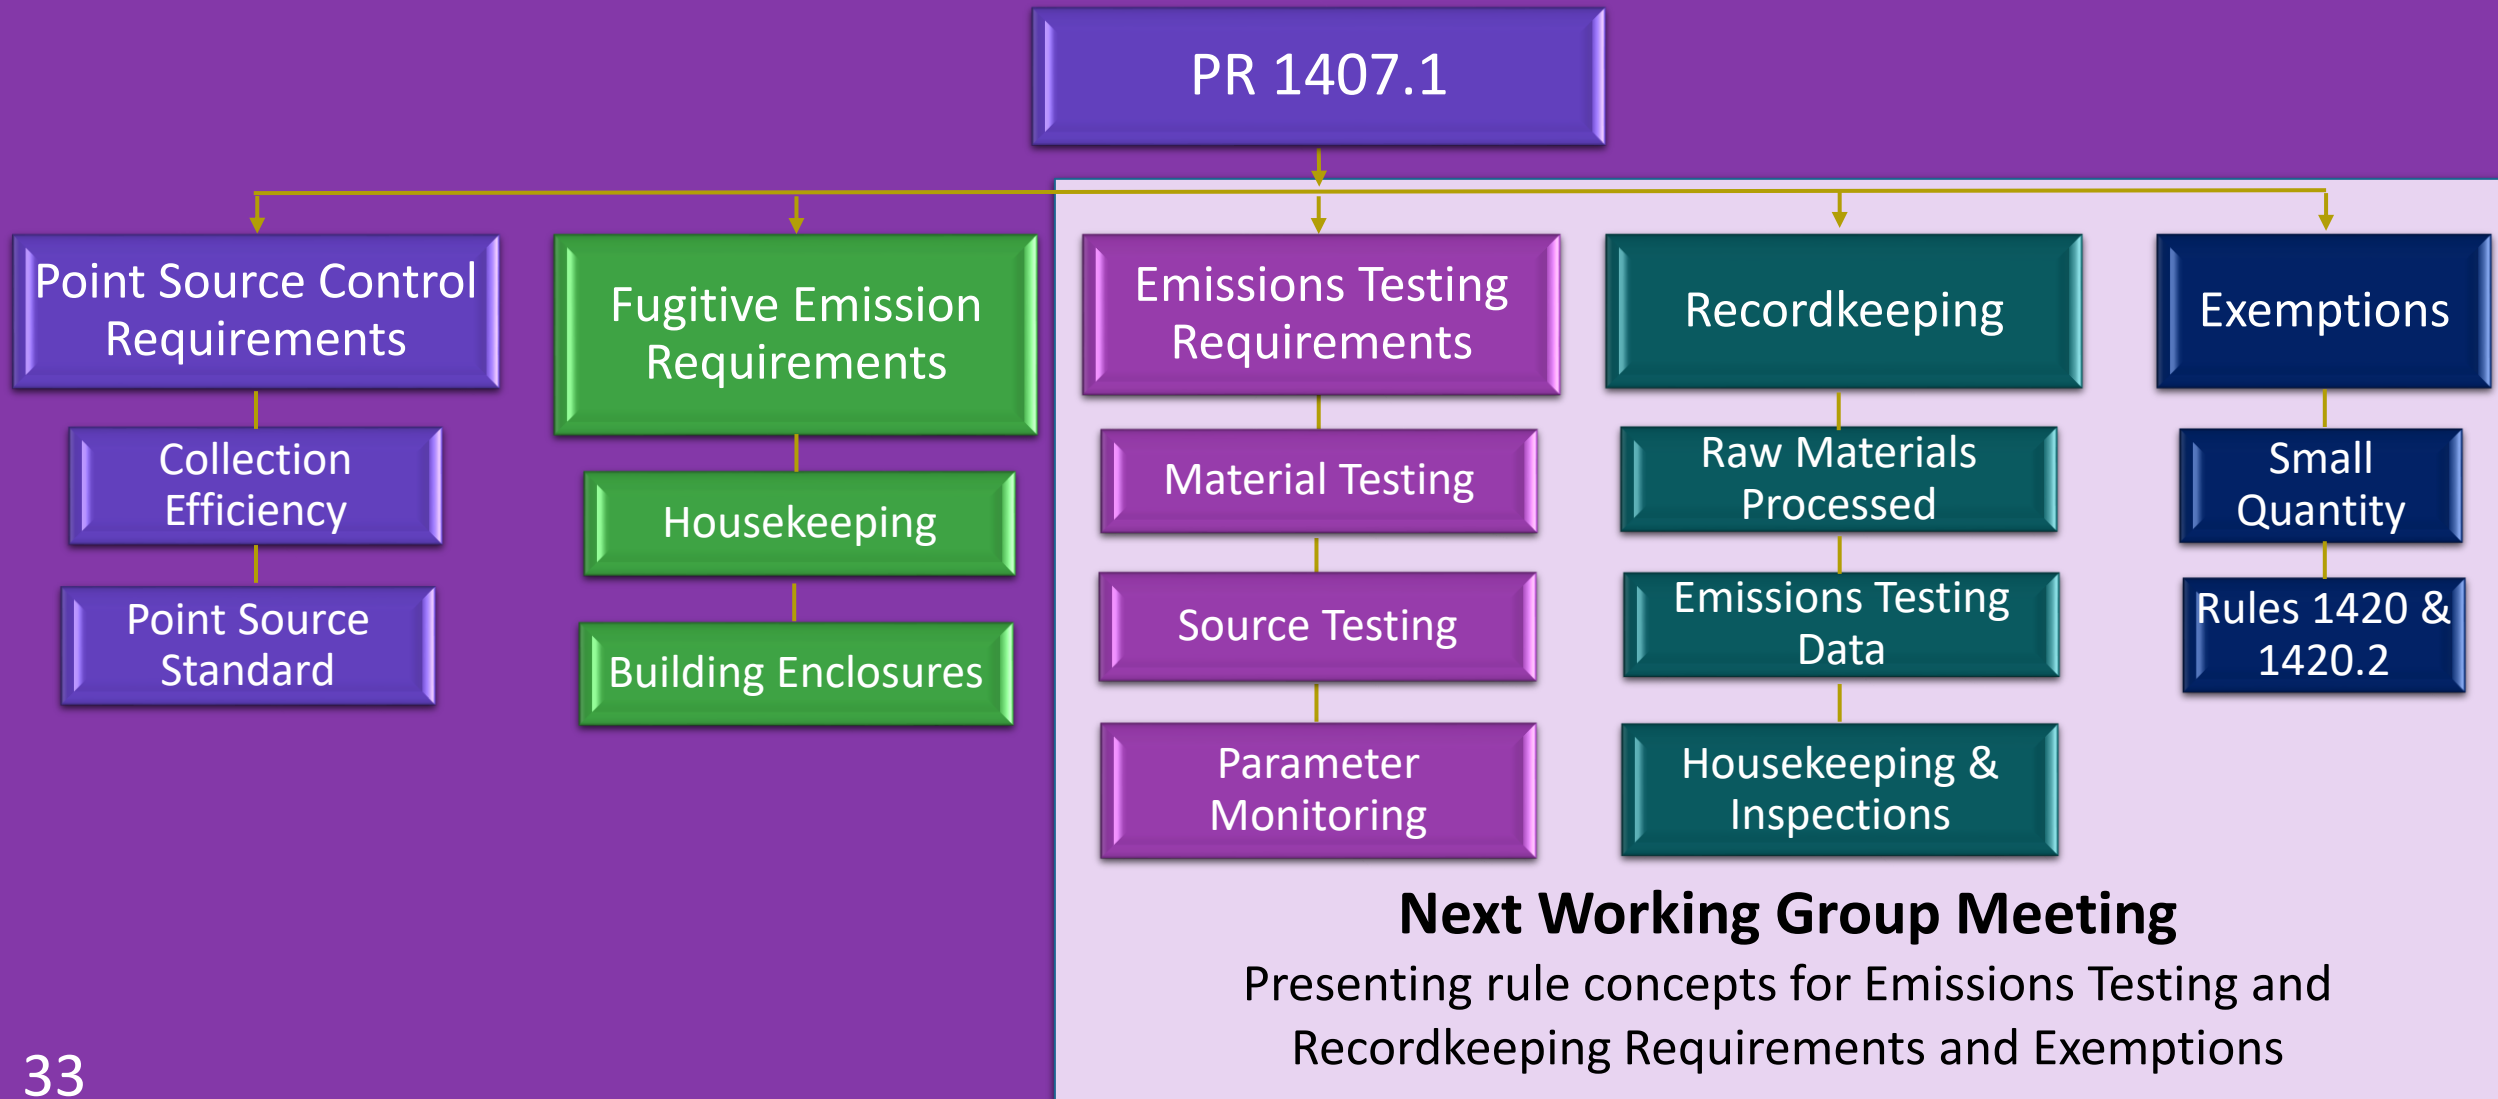 PR 1407.1
Point Source Control
Requirements
Collection
Efficiency
Point Source
Standard
Fugitive Emission
Requirements
Housekeeping
Building Enclosures
Emissions Testing
Requirements
Material Testing
Source Testing
Parameter
Monitoring
Recordkeeping
Raw Materials
Processed
Emissions Testing
Data
Housekeeping &
Inspections
Exemptions
Small
Quantity
Rules 1420 &
1420.2
Next Working Group Meeting
Presenting rule concepts for Emissions Testing and
Recordkeeping Requirements and Exemptions
33